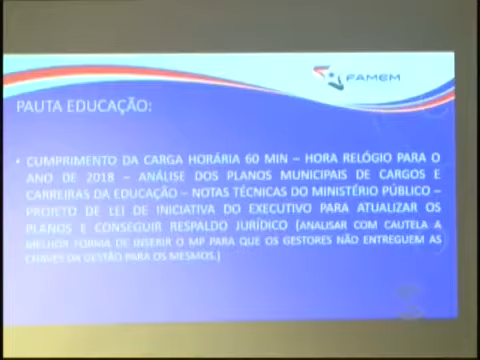 FAMEM
PAUTA EDUCAÇÃO:
• CUMPRIMENTO DA CARGA HORÁRIA 60 MIN – HORA RELÓGIO PARA O
ANO DE 2018 – ANÁLISE DOS PLANOS MUNICIPAIS DE CARGOS E
CARREIRAS DA EDUCAÇÃO – NOTAS TÉCNICAS DO MINISTÉRIO PÚBLICO –
PROJETO DE LEI DE INICIATIVA DO EXECUTIVO PARA ATUALIZAR OS
PLANOS E CONSEGUIR RESPALDO JURÍDICO (ANALISAR COM CAUTELA A
MELHOR FORMA DE INSERIR O MP PARA QUE OS GESTORES NÃO ENTREGUEM AS
CHAVES DA GESTÃO PARA OS MESMOS.)